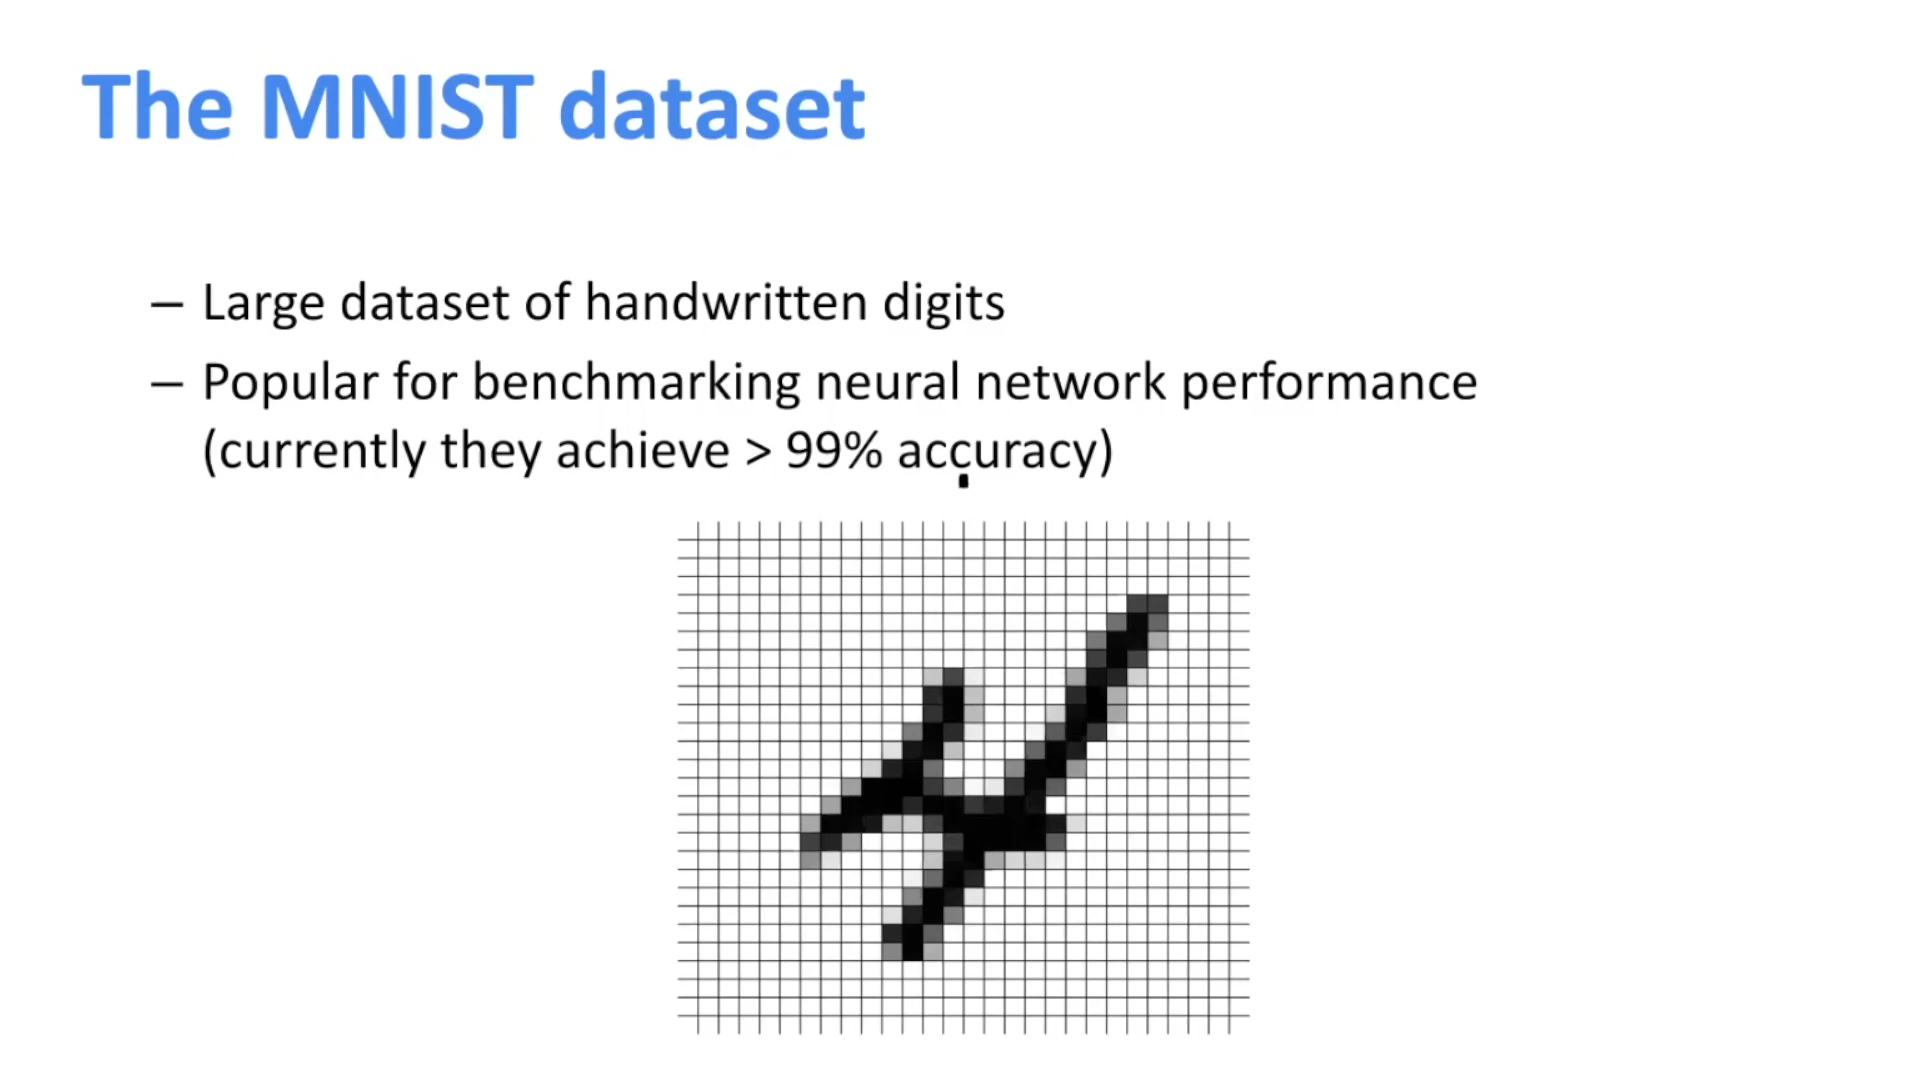 The MNIST dataset
– Large dataset of handwritten digits
– Popular for benchmarking neural network performance
(currently they achieve > 99% accuracy)
4